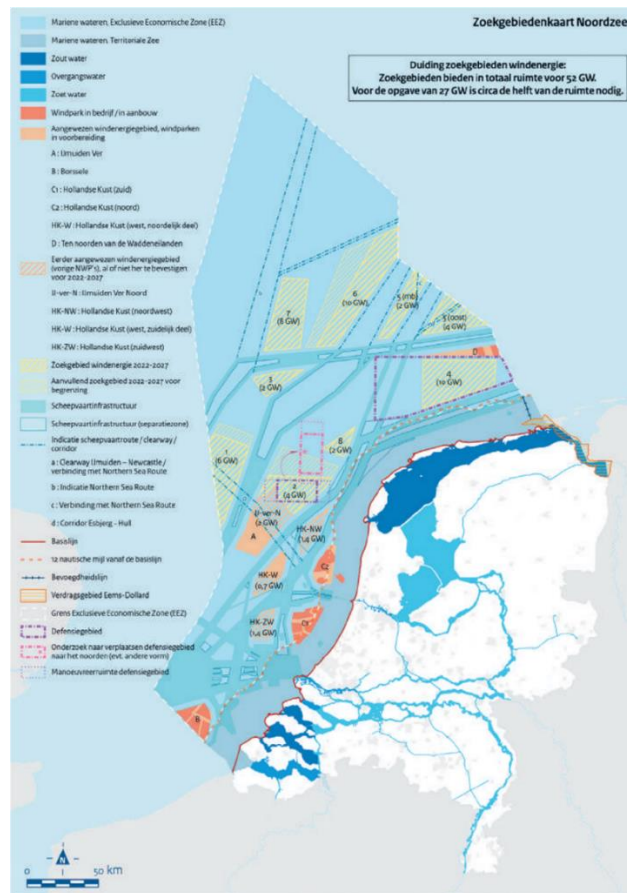 Zoekgebiedenkaart Noordzee
Duiding zoekgebieden windenergie:
Zoekgebieden bieden in totaal ruimte voor 52 GW.
Voor de opgave van 27 GW is circa de helft van de ruimte nodig.
Mariene wateren, Exclusieve Economische Zone (EEZ)
Mariene wateren, Territoriale Zee
Zout water
Overgangswater
Zoet water
Windpark in bedrijf / in aanbouw
Aangewezen windenergiegebied, windparken
in voorbereiding
A : IJmuiden Ver
B : Borssele
C1 : Hollandse Kust (zuid)
C2 : Hollandse Kust (noord)
HK-W : Hollandse Kust (west, noordelijk deel)
D : Ten noorden van de Waddeneilanden
Eerder aangewezen windenergiegebied
(vorige NWP's), al of niet her te bevestigen
voor 2022-2027
IJ-ver-N : IJmuiden Ver Noord
HK-NW : Hollandse Kust (noordwest)
HK-W : Hollandse Kust (west, zuidelijk deel)
HK-ZW : Hollandse Kust (zuidwest)
Zoekgebied windenergie 2022-2027
Aanvullend zoekgebied 2022-2027 voor
begrenzing
Scheepvaartinfrastructuur
Scheepvaartinfrastructuur (separatiezone)
Indicatie scheepvaartroute / clearway /
corridor
a : Clearway IJmuiden – Newcastle /
verbinding met Northern Sea Route
b : Indicatie Northern Sea Route
c : Verbinding met Northern Sea Route
d : Corridor Esbjerg - Hull
Basislijn
12 nautische mijl vanaf de basislijn
Bevoegdheidslijn
Verdragsgebied Eems-Dollard
Grens Exclusieve Economische Zone (EEZ)
Defensiegebied
Onderzoek naar verplaatsen defensiegebied
naar het noorden (evt. andere vorm)
Manoeuvreerruimte defensiegebied
6
(10 GW)
7
(8 GW)
5 (mb)
(2 GW)
5 (oost)
(4 GW)
D
4
(10 GW)
3
(2 GW)
1
(6 GW)
8
(2 GW)
2
(4 GW)
IJ-ver-N
(2 GW)
HK-NW
(1,4 GW)
A
C2
HK-W
(0,7 GW)
HK-ZW
(1,4 GW)
C1
B
N
0 50 km